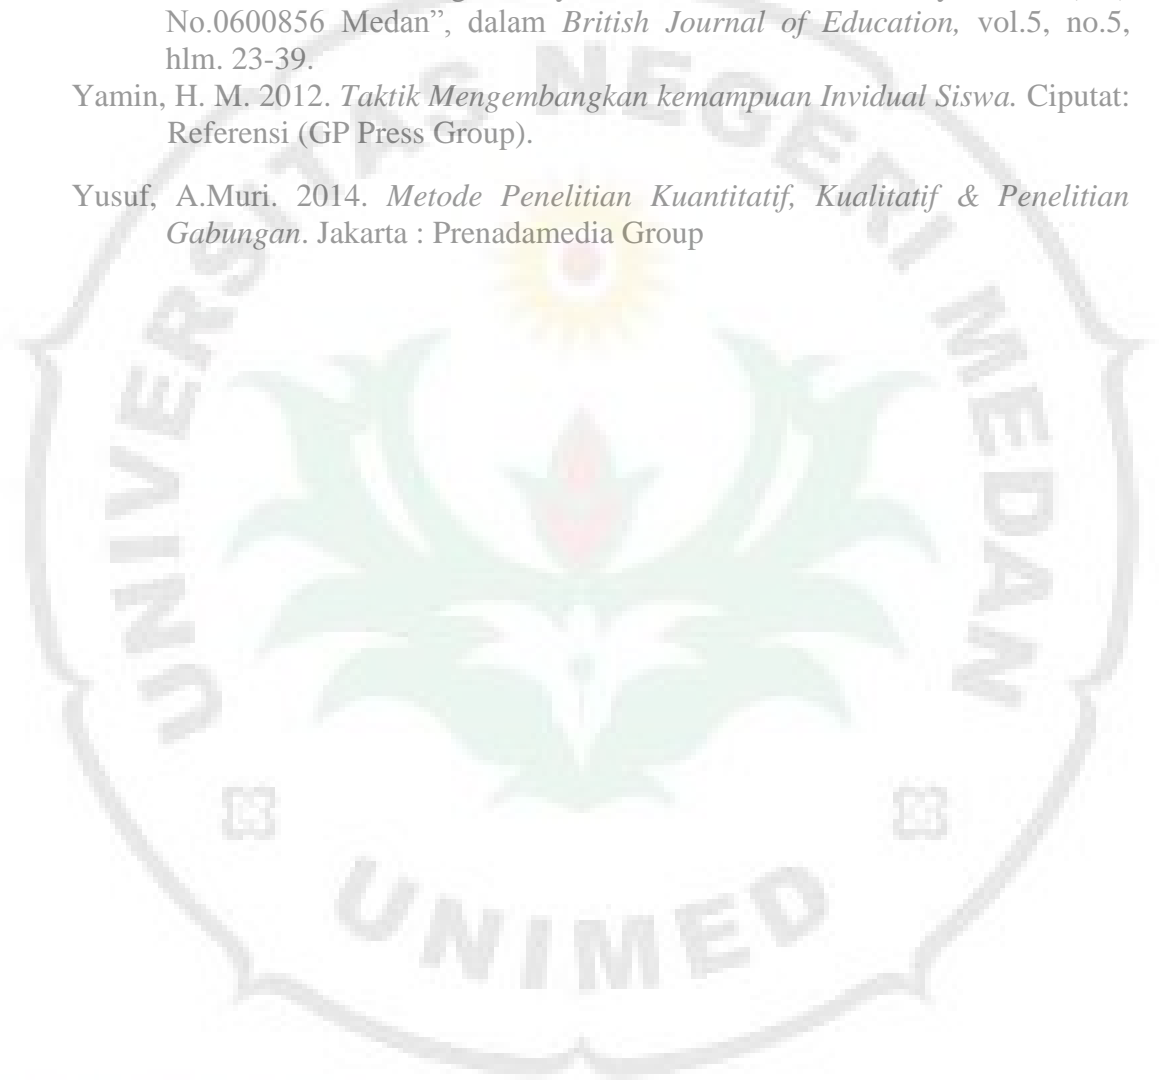 No.0600856 Medan”, dalam British Journal of Education, vol.5, no.5,
hlm. 23-39.
Yamin, H. M. 2012. Taktik Mengembangkan kemampuan Invidual Siswa. Ciputat:
Referensi (GP Press Group).
Yusuf, A.Muri. 2014. Metode Penelitian Kuantitatif, Kualitatif & Penelitian
Gabungan. Jakarta : Prenadamedia Group
UNIVERSITAS NEGERI MEDAN
UNIMED